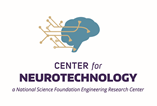 CENTER for
NEUROTECHNOLOGY
a National Science Foundation Engineering Research Center